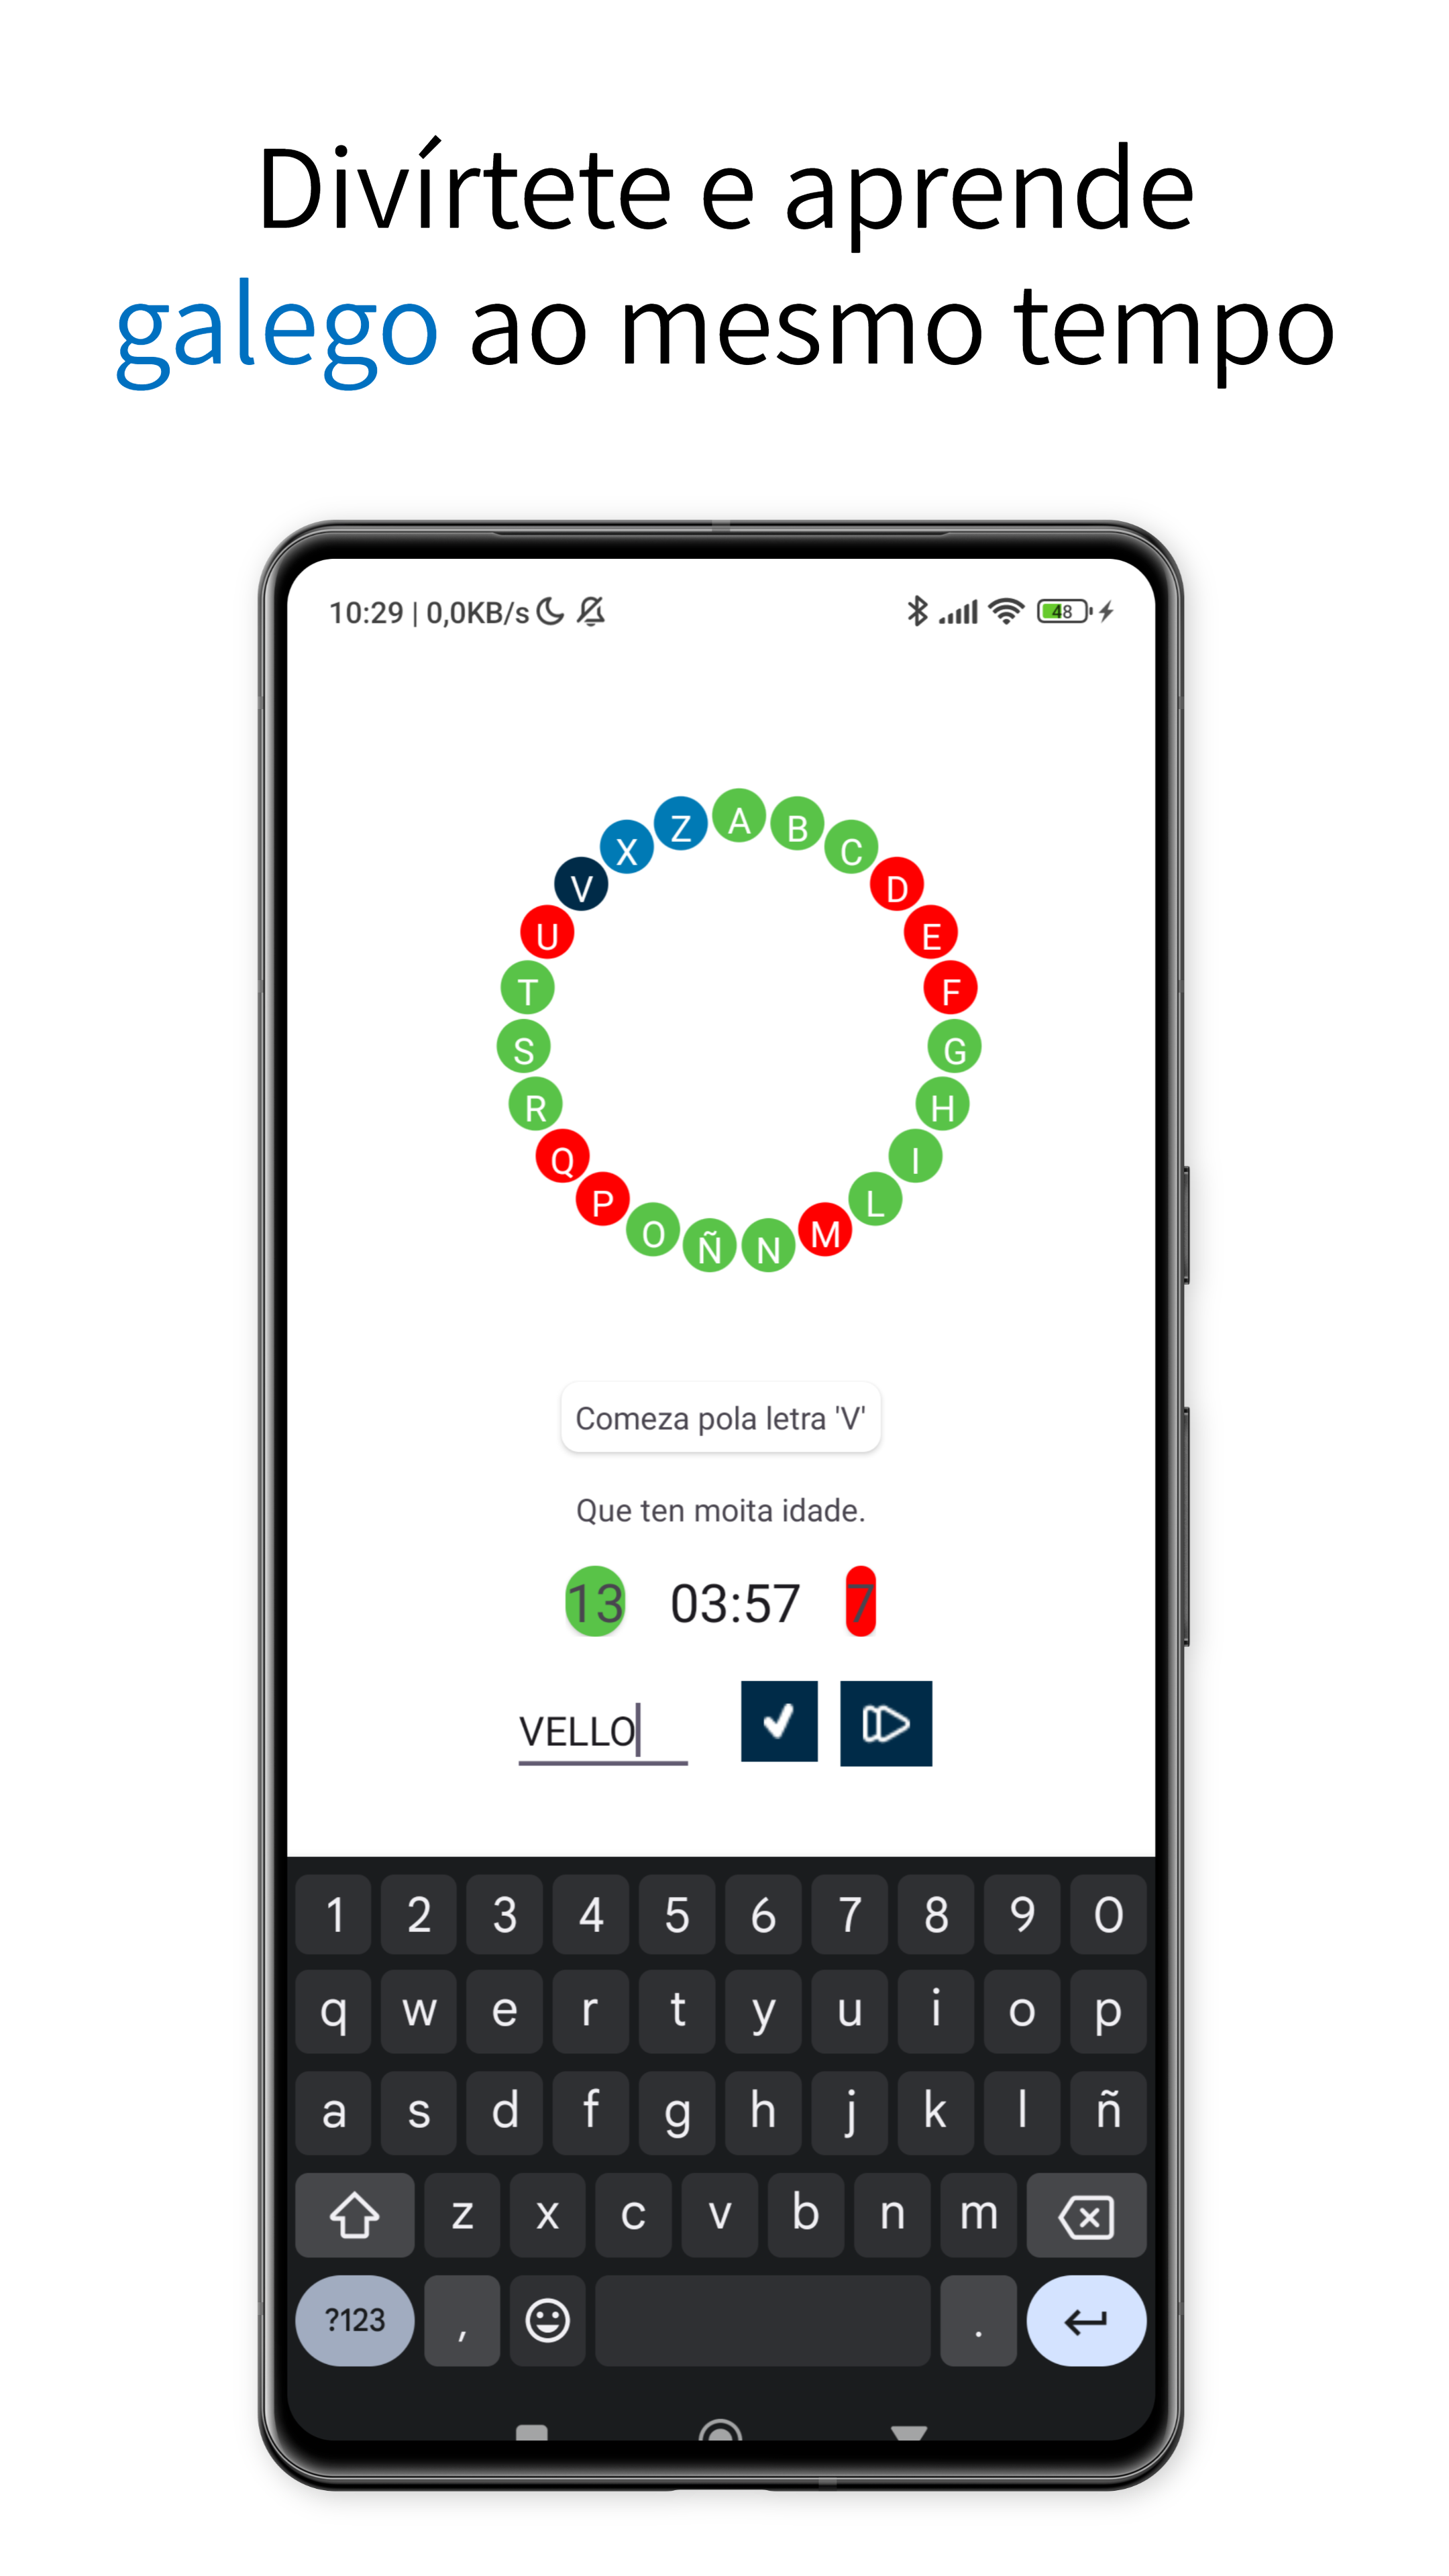 Divírtete e aprende
galego ao mesmo tempo
10:29 | 0,0KB/s 48
A
B
C
D
E
F
G
H
I
L
M
N
Ñ
O
P
Q
R
S
T
U
V
X
Z
Comeza pola letra 'V'
Que ten moita idade.
13 03:57 7
VELLO
1 2 3 4 5 6 7 8 9 0
q w e r t y u i o p
a s d f g h j k l ñ
z x c v b n m
?123 , .